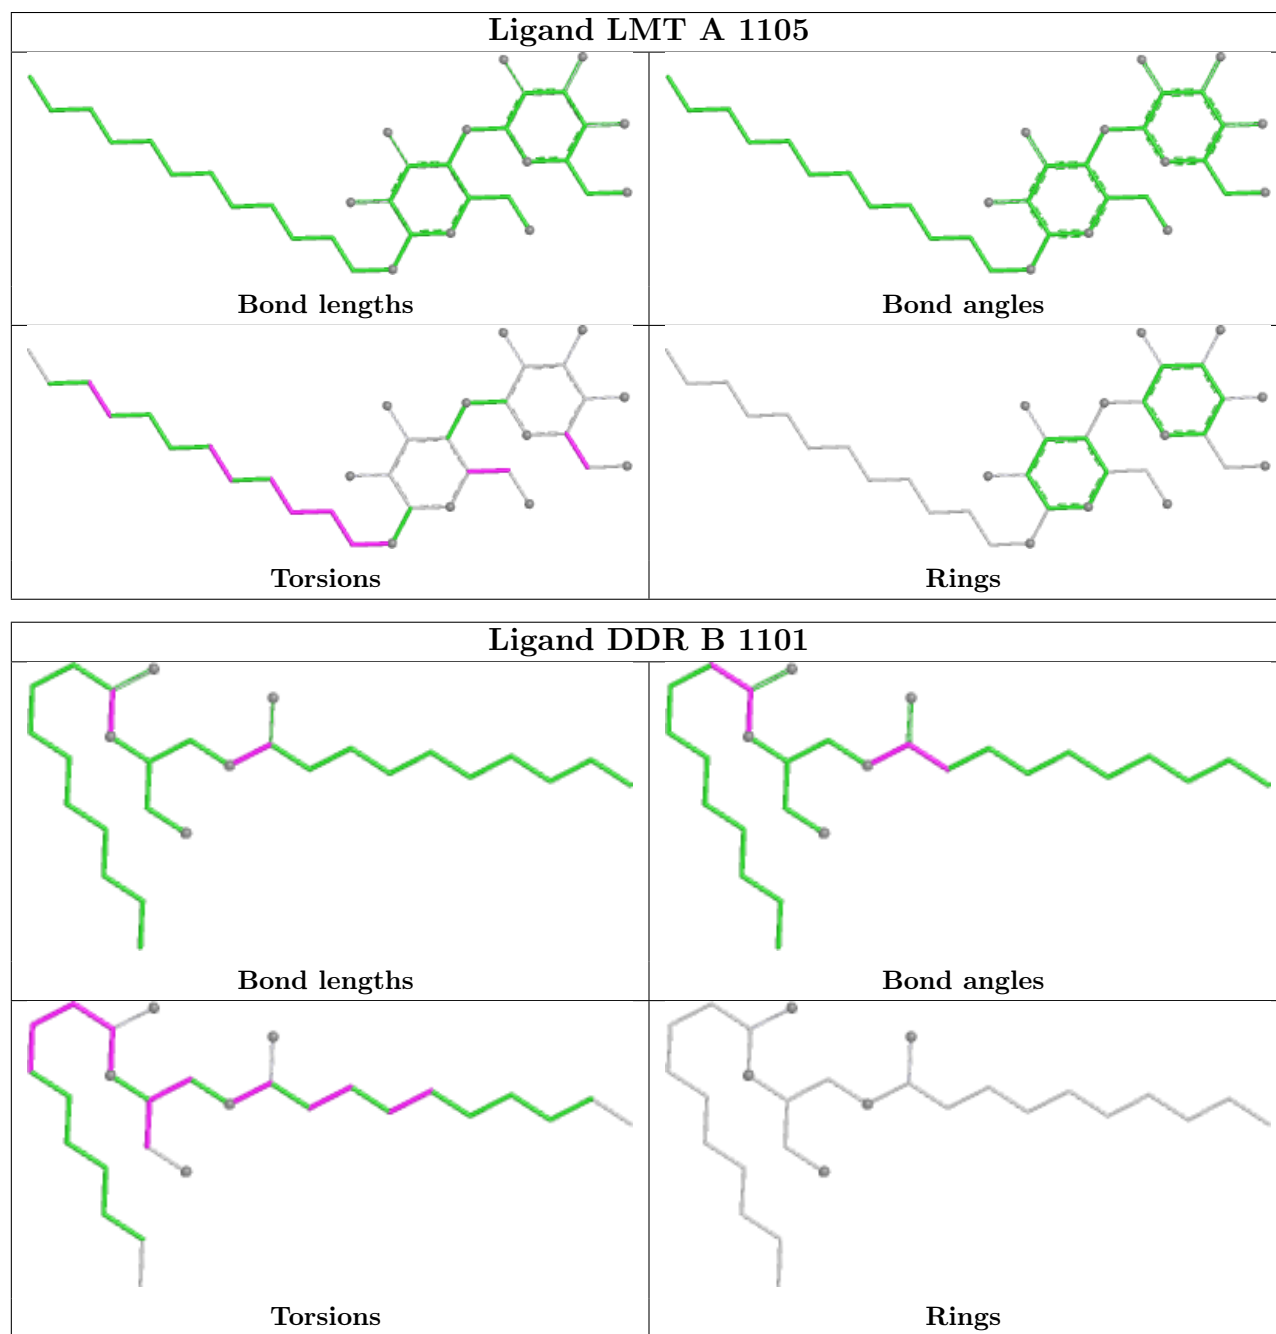 Ligand LMT A 1105
Bond lengths
Bond angles
Torsions
Rings
Ligand DDR B 1101
Bond lengths
Bond angles
Torsions
Rings